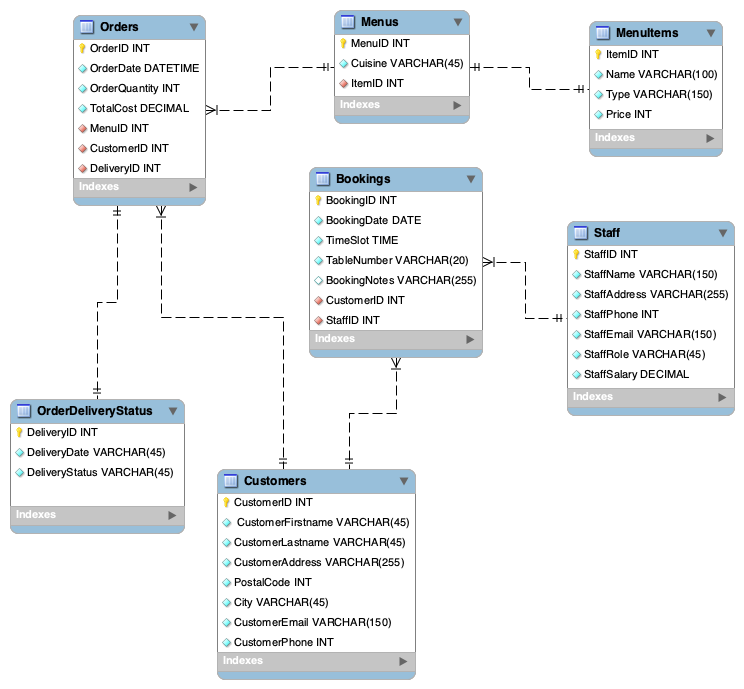 Orders
OrderID INT
OrderDate DATETIME
OrderQuantity INT
TotalCost DECIMAL
MenuID INT
CustomerID INT
DeliveryID INT
Indexes
Menus
MenuID INT
Cuisine VARCHAR(45)
ItemID INT
Indexes
MenuItems
ItemID INT
Name VARCHAR(100)
Type VARCHAR(150)
Price INT
Indexes
Bookings
BookingID INT
BookingDate DATE
TimeSlot TIME
TableNumber VARCHAR(20)
BookingNotes VARCHAR(255)
CustomerID INT
StaffID INT
Indexes
Staff
StaffID INT
StaffName VARCHAR(150)
StaffAddress VARCHAR(255)
StaffPhone INT
StaffEmail VARCHAR(150)
StaffRole VARCHAR(45)
StaffSalary DECIMAL
Indexes
OrderDeliveryStatus
DeliveryID INT
DeliveryDate VARCHAR(45)
DeliveryStatus VARCHAR(45)
Indexes
Customers
CustomerID INT
CustomerFirstname VARCHAR(45)
CustomerLastname VARCHAR(45)
CustomerAddress VARCHAR(255)
PostalCode INT
City VARCHAR(45)
CustomerEmail VARCHAR(150)
CustomerPhone INT
Indexes